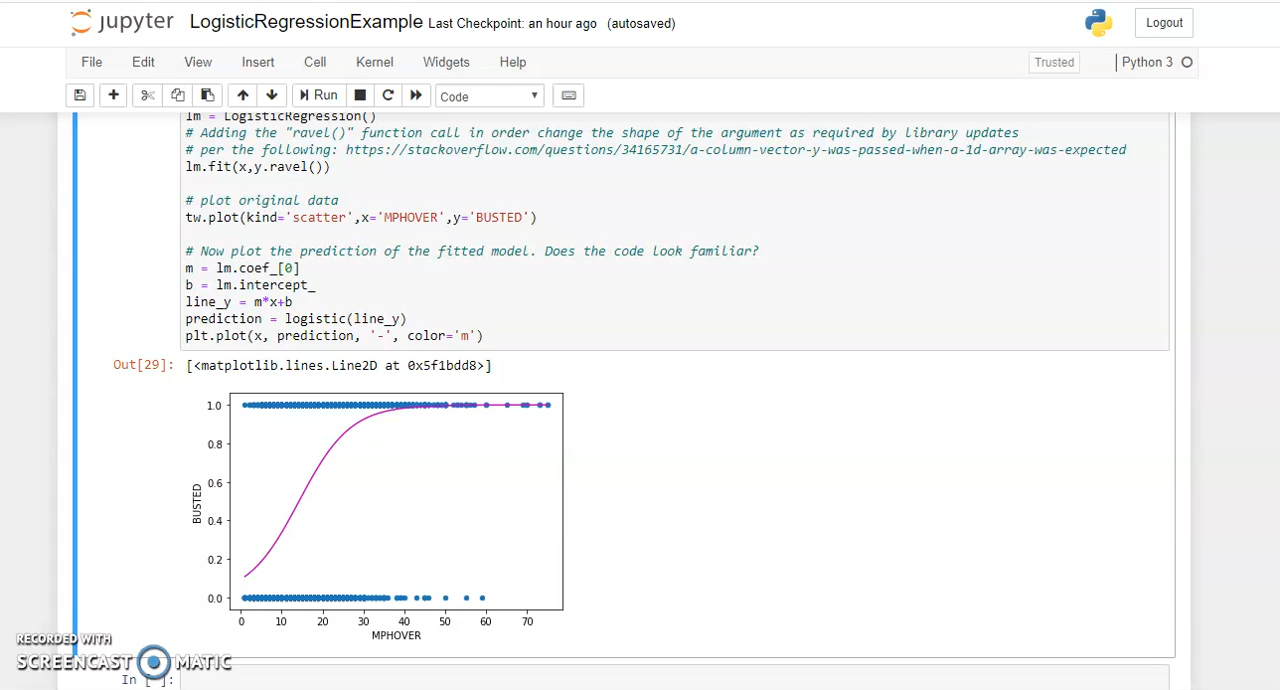 jupyter LogisticRegressionExample Last Checkpoint: an hour ago (autosaved) Logout
File Edit View Insert Cell Kernel Widgets Help Trusted Python 3
Run Code
lm = LogisticRegression()
# Adding the "ravel()" function call in order change the shape of the argument as required by library updates
# per the following: https://stackoverflow.com/questions/34165731/a-column-vector-y-was-passed-when-a-1d-array-was-expected
lm.fit(x,y.ravel())
# plot original data
tw.plot(kind='scatter',x='MPHOVER',y='BUSTED')
# Now plot the prediction of the fitted model. Does the code look familiar?
m = lm.coef_[0]
b = lm.intercept_
line_y = m*x+b
prediction = logistic(line_y)
plt.plot(x, prediction, '-', color='m')
Out[29]: [<matplotlib.lines.Line2D at 0x5f1bdd8>]
1.0
0.8
0.6
0.4
0.2
0.0
BUSTED
0 10 20 30 40 50 60 70
MPHOVER
RECORDED WITH
SCREENCAST MATIC
In [ ]: